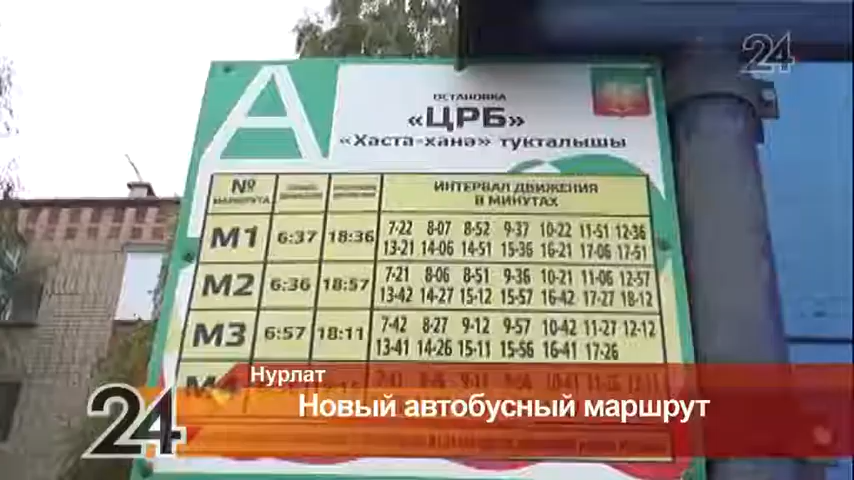 24
А
ОСТАНОВКА
«ЦРБ»
«Хаста-ханә» тукталышы
№ МАРШРУТА
ИНТЕРВАЛ ДВИЖЕНИЯ В МИНУТАХ
М1 6:37 18:36 7-22 8-07 8-52 9-37 10-22 11-51 12-36
13-21 14-06 14-51 15-36 16-21 17-06 17-51
М2 6:36 18:57 7-21 8-06 8-51 9-36 10-21 11-06 12-57
13-42 14-27 15-12 15-57 16-42 17-27 18-12
М3 6:57 18:11 7-42 8-27 9-12 9-57 10-42 11-27 12-12
13-41 14-26 15-11 15-56 16-41 17-26
М4
Нурлат
24
Новый автобусный маршрут